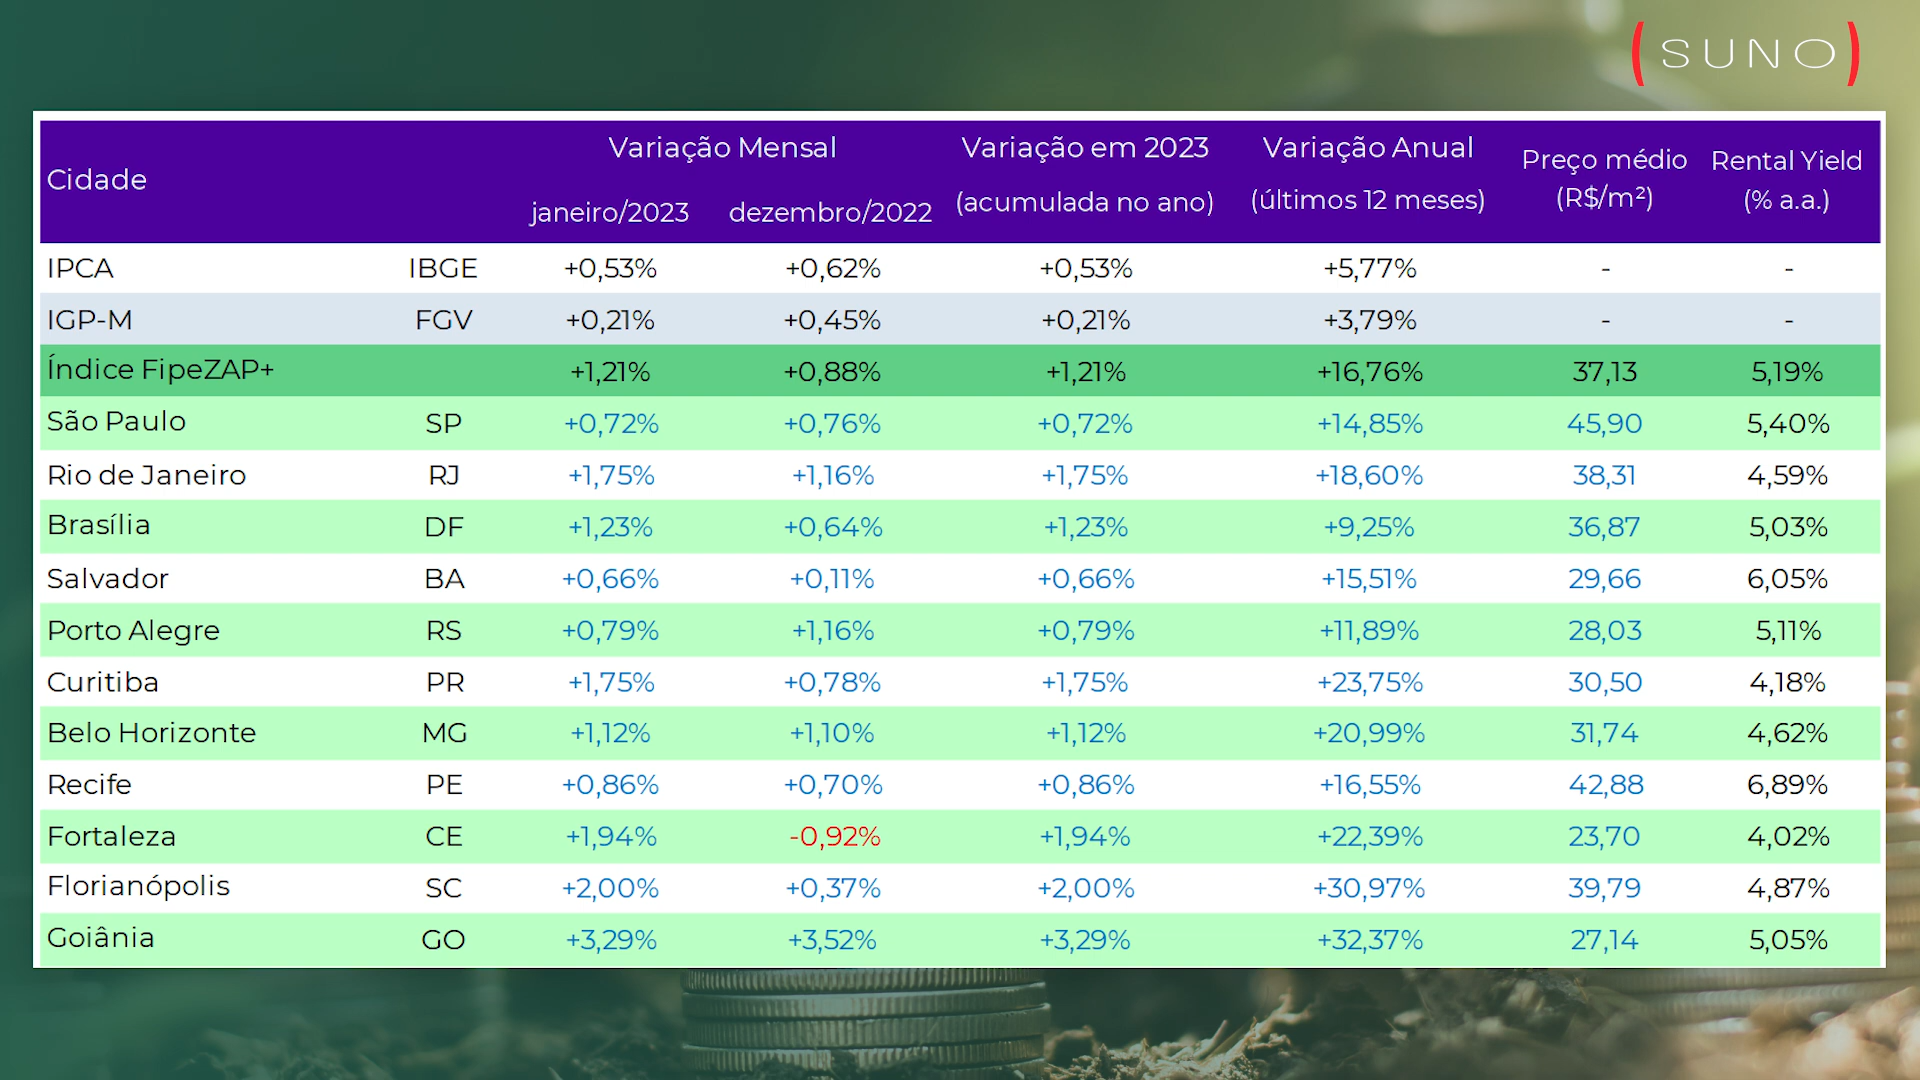 ( SUNO )
Cidade Variação Mensal Variação em 2023 Variação Anual Preço médio Rental Yield
janeiro/2023 dezembro/2022 (acumulada no ano) (últimos 12 meses) (R$/m²) (% a.a.)
IPCA IBGE +0,53% +0,62% +0,53% +5,77% - -
IGP-M FGV +0,21% +0,45% +0,21% +3,79% - -
Índice FipeZAP+ +1,21% +0,88% +1,21% +16,76% 37,13 5,19%
São Paulo SP +0,72% +0,76% +0,72% +14,85% 45,90 5,40%
Rio de Janeiro RJ +1,75% +1,16% +1,75% +18,60% 38,31 4,59%
Brasília DF +1,23% +0,64% +1,23% +9,25% 36,87 5,03%
Salvador BA +0,66% +0,11% +0,66% +15,51% 29,66 6,05%
Porto Alegre RS +0,79% +1,16% +0,79% +11,89% 28,03 5,11%
Curitiba PR +1,75% +0,78% +1,75% +23,75% 30,50 4,18%
Belo Horizonte MG +1,12% +1,10% +1,12% +20,99% 31,74 4,62%
Recife PE +0,86% +0,70% +0,86% +16,55% 42,88 6,89%
Fortaleza CE +1,94% -0,92% +1,94% +22,39% 23,70 4,02%
Florianópolis SC +2,00% +0,37% +2,00% +30,97% 39,79 4,87%
Goiânia GO +3,29% +3,52% +3,29% +32,37% 27,14 5,05%